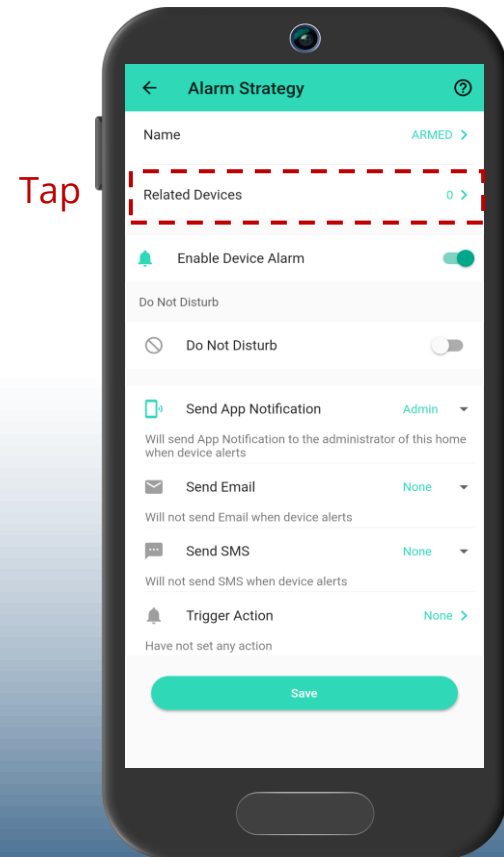 Alarm Strategy
Name ARMED
Tap
Related Devices 0
Enable Device Alarm
Do Not Disturb
Do Not Disturb
Send App Notification Admin
Will send App Notification to the administrator of this home
when device alerts
Send Email None
Will not send Email when device alerts
Send SMS None
Will not send SMS when device alerts
Trigger Action None
Have not set any action
Save